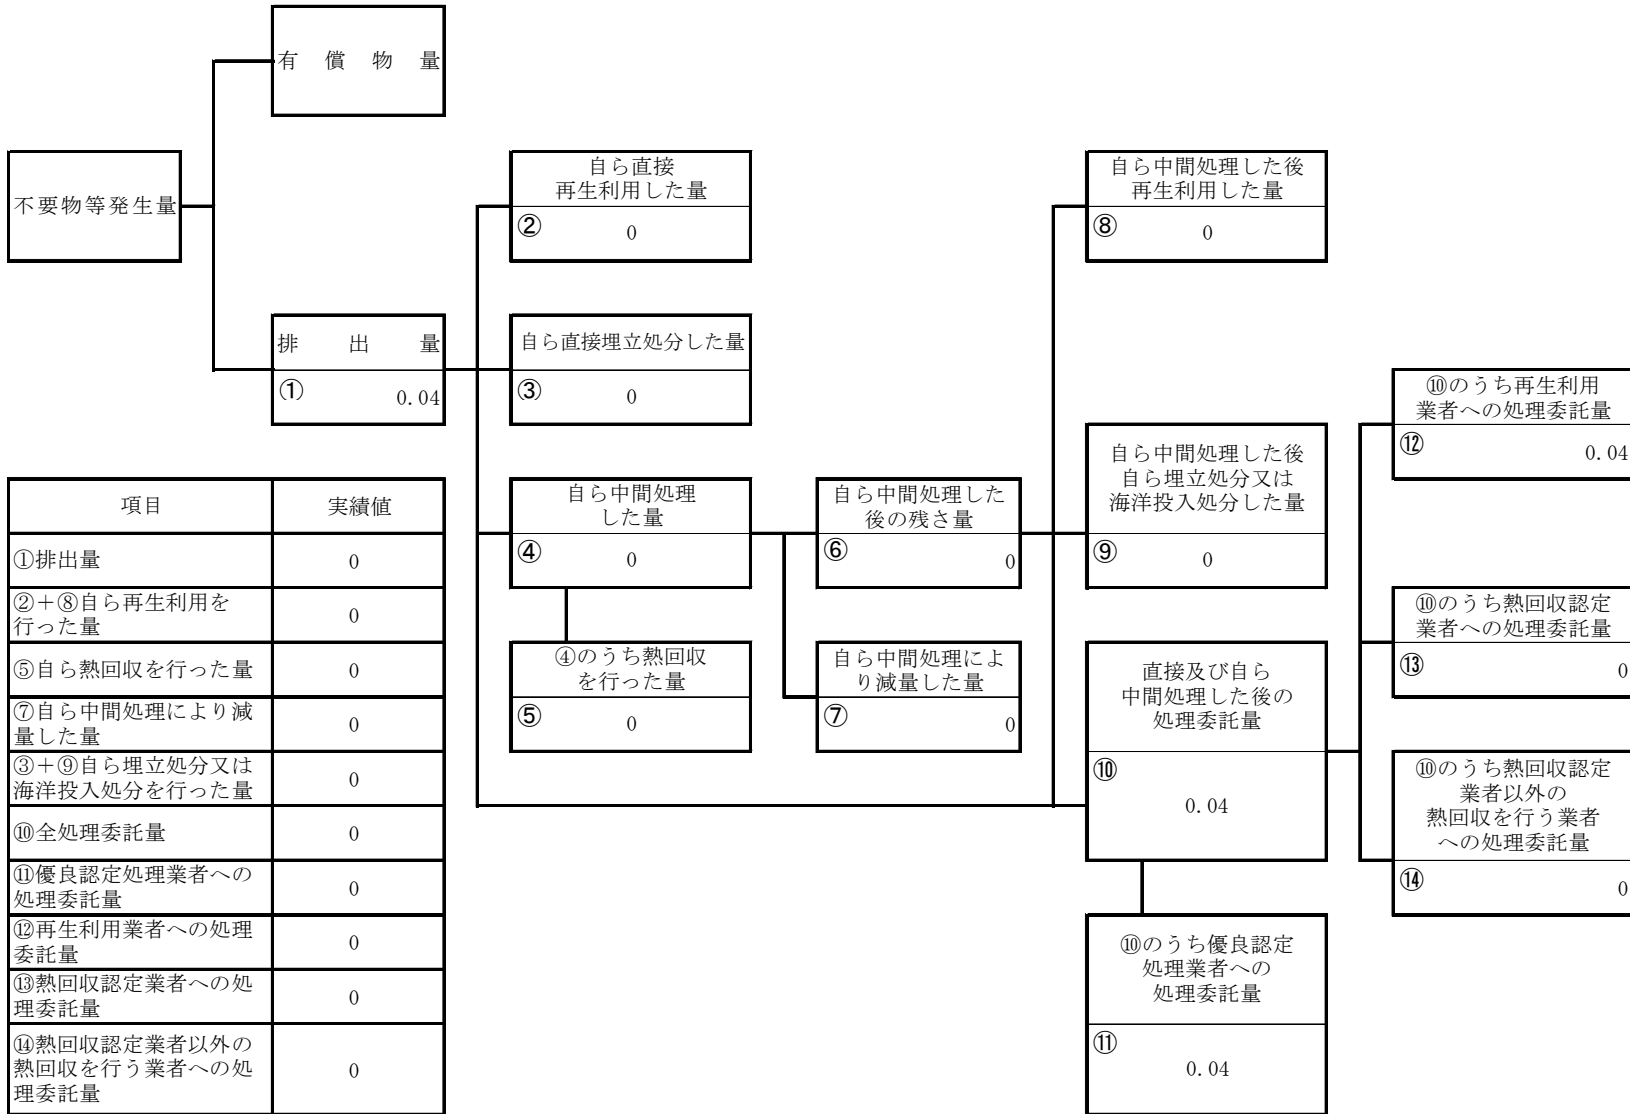 有償物量
不要物等発生量
排出量
① 0.04
自ら直接
再生利用した量
② 0
自ら直接埋立処分した量
③ 0
自ら中間処理
した量
④ 0
④のうち熱回収
を行った量
⑤ 0
自ら中間処理した
後の残さ量
⑥ 0
自ら中間処理によ
り減量した量
⑦ 0
自ら中間処理した後
再生利用した量
⑧ 0
自ら中間処理した後
自ら埋立処分又は
海洋投入処分した量
⑨ 0
直接及び自ら
中間処理した後の
処理委託量
⑩
0.04
⑩のうち優良認定
処理業者への
処理委託量
⑪
0.04
⑩のうち再生利用
業者への処理委託量
⑫ 0.04
⑩のうち熱回収認定
業者への処理委託量
⑬ 0
⑩のうち熱回収認定
業者以外の
熱回収を行う業者
への処理委託量
⑭ 0
項目 実績値
①排出量 0
②＋⑧自ら再生利用を
行った量 0
⑤自ら熱回収を行った量 0
⑦自ら中間処理により減
量した量 0
③＋⑨自ら埋立処分又は
海洋投入処分を行った量 0
⑩全処理委託量 0
⑪優良認定処理業者への
処理委託量 0
⑫再生利用業者への処理
委託量 0
⑬熱回収認定業者への処
理委託量 0
⑭熱回収認定業者以外の
熱回収を行う業者への処 0
理委託量